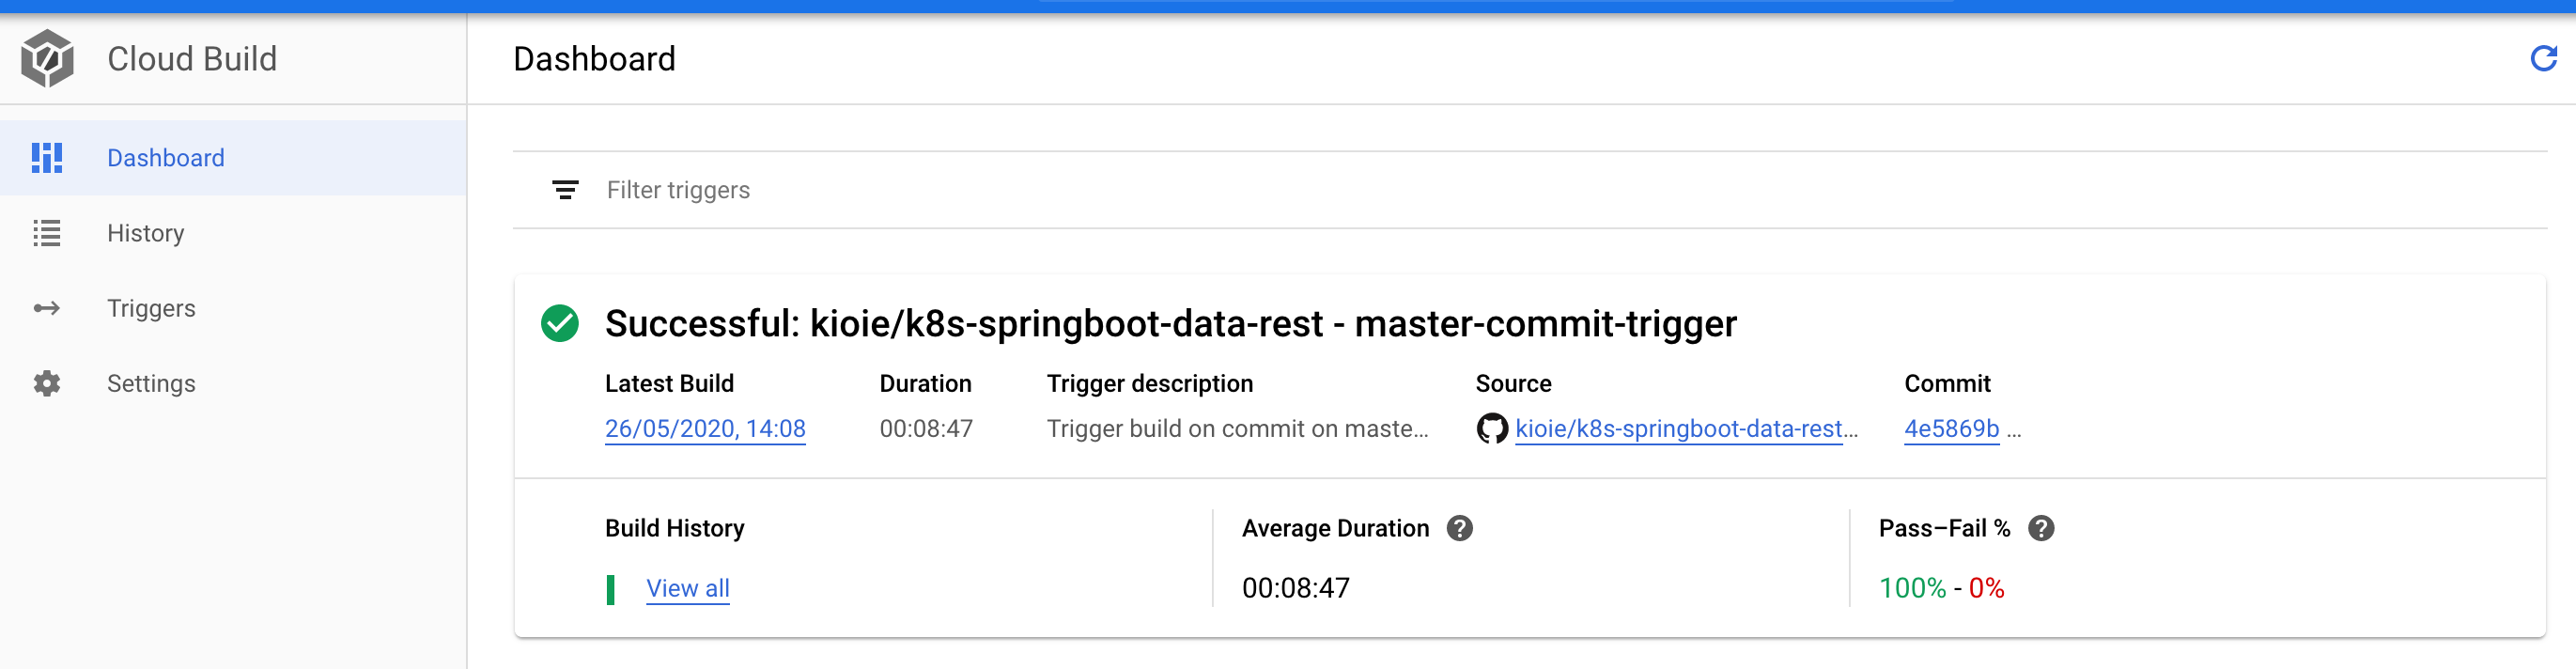 Cloud Build
Dashboard
History
Triggers
Settings
Dashboard
Filter triggers
Successful: kioie/k8s-springboot-data-rest - master-commit-trigger
Latest Build Duration Trigger description Source Commit
26/05/2020, 14:08 00:08:47 Trigger build on commit on maste... kioie/k8s-springboot-data-rest... 4e5869b ...
Build History Average Duration ? Pass–Fail % ?
View all 00:08:47 100% - 0%